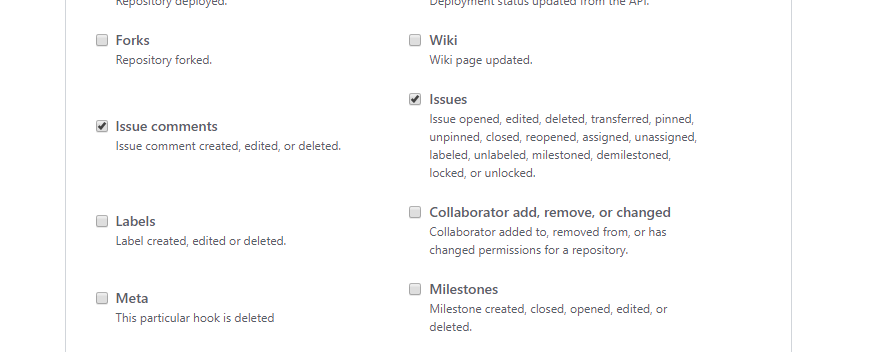 Repository deployed.
Deployment status updated from the API.
Forks
Repository forked.
Wiki
Wiki page updated.
Issue comments
Issue comment created, edited, or deleted.
Issues
Issue opened, edited, deleted, transferred, pinned,
unpinned, closed, reopened, assigned, unassigned,
labeled, unlabeled, milestoned, demilestoned,
locked, or unlocked.
Labels
Label created, edited or deleted.
Collaborator add, remove, or changed
Collaborator added to, removed from, or has
changed permissions for a repository.
Meta
This particular hook is deleted
Milestones
Milestone created, closed, opened, edited, or
deleted.